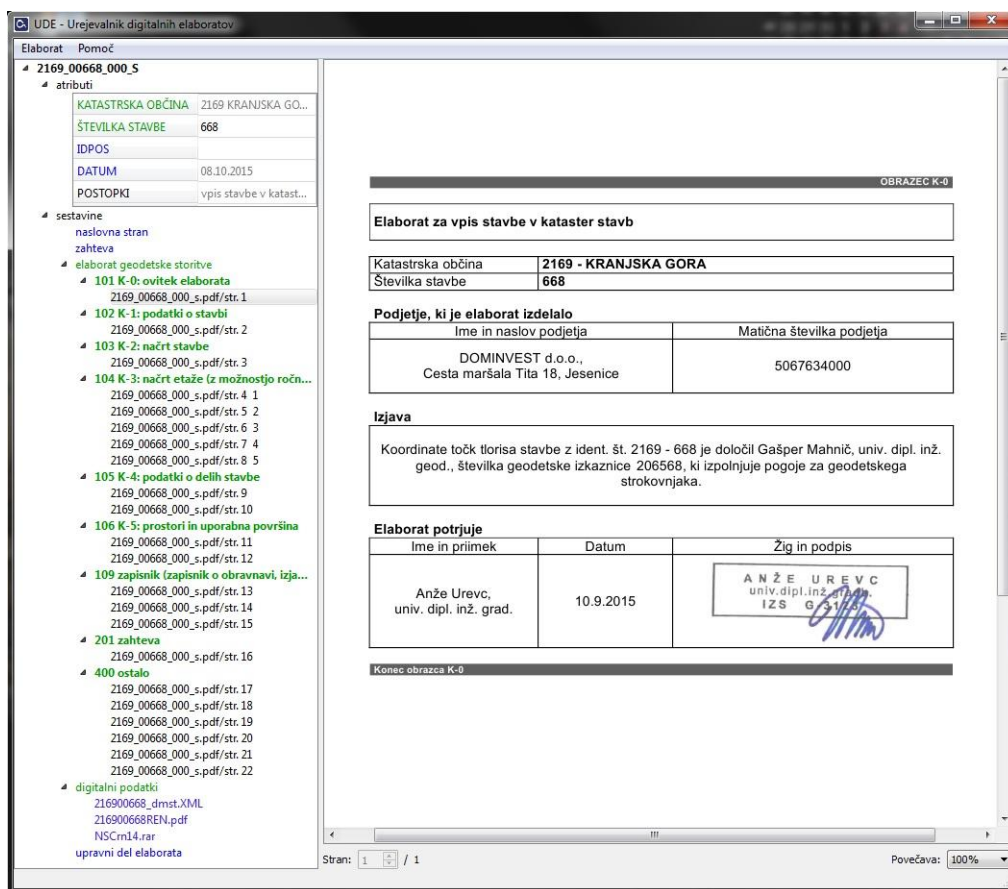 UDE - Urejevalnik digitalnih elaboratov
Elaborat Pomoč
2169_00668_000_S
atributi
KATASTRSKA OBČINA 2169 KRANJSKA GO...
ŠTEVILKA STAVBE 668
IDPOS
DATUM 08.10.2015
POSTOPKI vpis stavbe v katast...
sestavine
naslovna stran
zahteva
elaborat geodetske storitve
101 K-0: ovitek elaborata
2169_00668_000_s.pdf/str. 1
102 K-1: podatki o stavbi
2169_00668_000_s.pdf/str. 2
103 K-2: načrt stavbe
2169_00668_000_s.pdf/str. 3
104 K-3: načrt etaže (z možnostjo ročn...
2169_00668_000_s.pdf/str. 4 1
2169_00668_000_s.pdf/str. 5 2
2169_00668_000_s.pdf/str. 6 3
2169_00668_000_s.pdf/str. 7 4
2169_00668_000_s.pdf/str. 8 5
105 K-4: podatki o delih stavbe
2169_00668_000_s.pdf/str. 9
2169_00668_000_s.pdf/str. 10
106 K-5: prostori in uporabna površina
2169_00668_000_s.pdf/str. 11
2169_00668_000_s.pdf/str. 12
109 zapisnik (zapisnik o obravnavi, izja...
2169_00668_000_s.pdf/str. 13
2169_00668_000_s.pdf/str. 14
2169_00668_000_s.pdf/str. 15
201 zahteva
2169_00668_000_s.pdf/str. 16
400 ostalo
2169_00668_000_s.pdf/str. 17
2169_00668_000_s.pdf/str. 18
2169_00668_000_s.pdf/str. 19
2169_00668_000_s.pdf/str. 20
2169_00668_000_s.pdf/str. 21
2169_00668_000_s.pdf/str. 22
digitalni podatki
216900668_dmst.XML
216900668REN.pdf
NSCrn14.rar
upravni del elaborata
OBRAZEC K-0
Elaborat za vpis stavbe v kataster stavb
Katastrska občina 2169 - KRANJSKA GORA
Številka stavbe 668
Podjetje, ki je elaborat izdelalo
Ime in naslov podjetja Matična številka podjetja
DOMINVEST d.o.o.,
Cesta maršala Tita 18, Jesenice
5067634000
Izjava
Koordinate točk tlorisa stavbe z ident. št. 2169 - 668 je določil Gašper Mahnič, univ. dipl. inž.
geod., številka geodetske izkaznice 206568, ki izpolnjuje pogoje za geodetskega
strokovnjaka.
Elaborat potrjuje
Ime in priimek Datum Žig in podpis
Anže Urevc,
univ. dipl. inž. grad.
10.9.2015
ANŽE UREVC
univ.dipl.inž.
IZS
Konec obrazca K-0
Stran: 1 / 1
Povečava: 100%